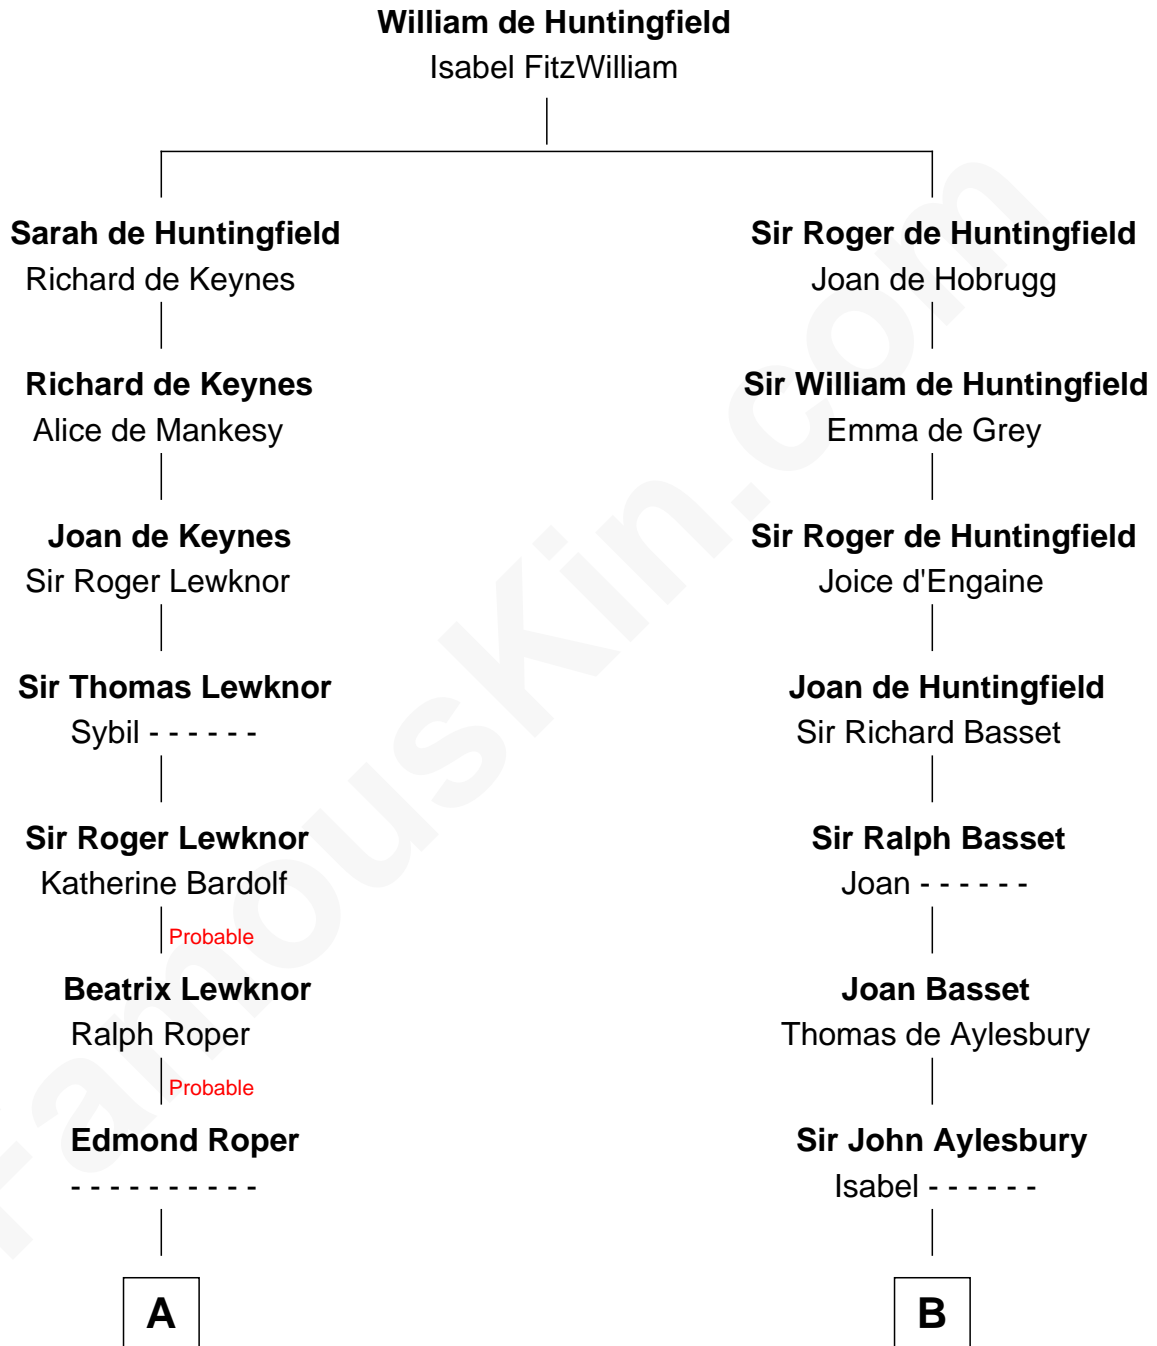 William de Huntingfield
Isabel FitzWilliam
Sarah de Huntingfield
Richard de Keynes
Sir Roger de Huntingfield
Joan de Hobrugg
Richard de Keynes
Alice de Mankesy
Sir William de Huntingfield
Emma de Grey
Joan de Keynes
Sir Roger Lewknor
Sir Roger de Huntingfield
Joice d'Engaine
Sir Thomas Lewknor
Sybil - - - - - -
Joan de Huntingfield
Sir Richard Basset
Sir Roger Lewknor
Katherine Bardolf
Sir Ralph Basset
Joan - - - - - -
Probable
Beatrix Lewknor
Ralph Roper
Joan Basset
Thomas de Aylesbury
Probable
Edmond Roper
- - - - - - - - - -
Sir John Aylesbury
Isabel - - - - - -
A
B
FamousKin.com